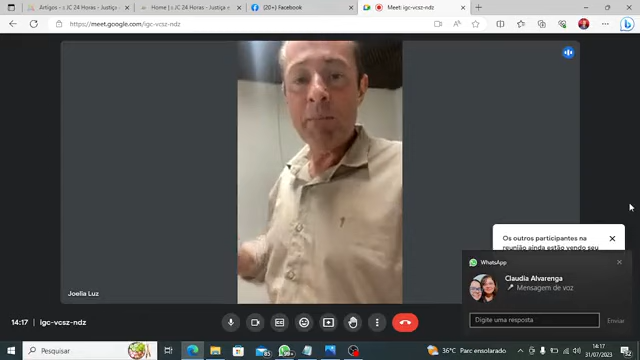 Artigos – : JC 24 Horas - Justiça e
Home | : JC 24 Horas - Justiça e
(20+) Facebook
Meet: igc-vcsz-ndz
https://meet.google.com/igc-vcsz-ndz
Joelia Luz
Os outros participantes na
reunião ainda estão vendo seu
WhatsApp
Claudia Alvarenga
Mensagem de voz
Digite uma resposta
Enviar
14:17
igc-vcsz-ndz
Pesquisar
85
99+
36°C Parc ensolarado
14:17
31/07/2023